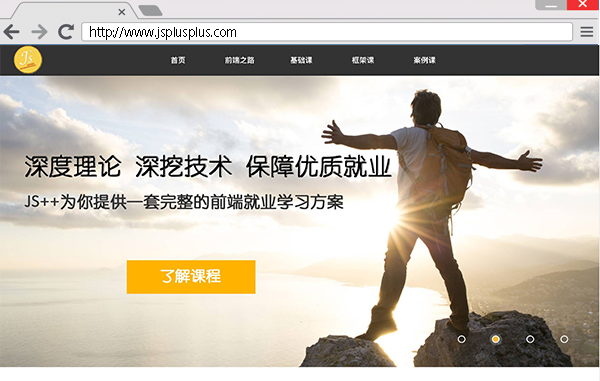 http://www.jsplusplus.com
Js
首页 前端之路 基础课 框架课 案例课
深度理论 深挖技术 保障优质就业
JS++为你提供一套完整的前端就业学习方案
了解课程